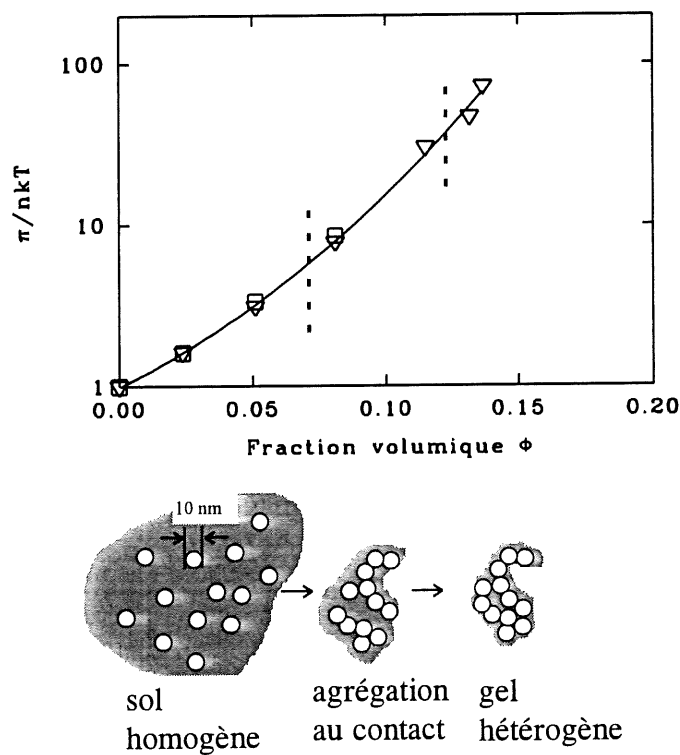 100
10
1
π/nkT
0.00 0.05 0.10 0.15 0.20
Fraction volumique Φ
10 nm
sol
homogène
agrégation
au contact
gel
hétérogène